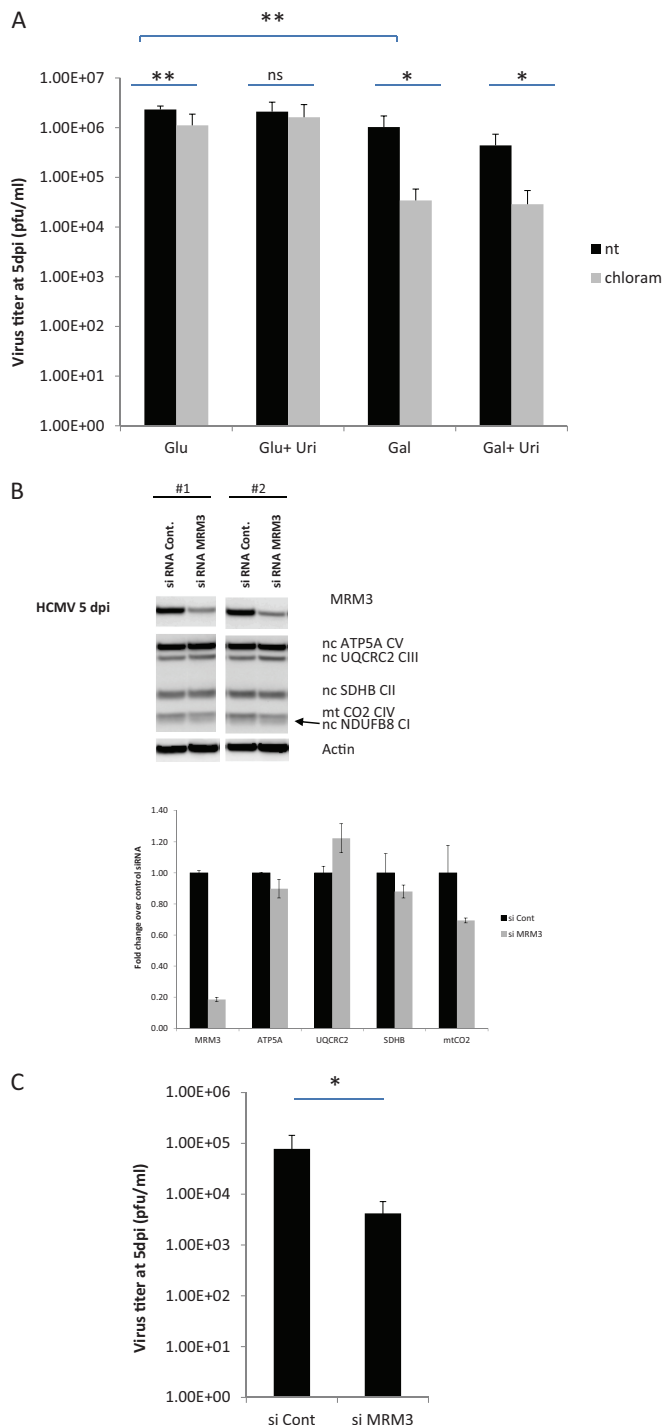 A
**
**
ns
*
*
1.00E+07
1.00E+06
1.00E+05
1.00E+04
1.00E+03
1.00E+02
1.00E+01
1.00E+00
Virus titer at 5dpi (pfu/ml)
nt
chloram
Glu
Glu+ Uri
Gal
Gal+ Uri
B
#1
#2
si RNA Cont.
si RNA MRM3
si RNA Cont.
si RNA MRM3
HCMV 5 dpi
MRM3
nc ATP5A CV
nc UQCRC2 CIII
nc SDHB CII
mt CO2 CIV
nc NDUFB8 CI
Actin
1.40
1.20
1.00
0.80
0.60
0.40
0.20
0.00
Fold change over control siRNA
si Cont
si MRM3
MRM3
ATP5A
UQCRC2
SDHB
mtCO2
C
*
1.00E+06
1.00E+05
1.00E+04
1.00E+03
1.00E+02
1.00E+01
1.00E+00
Virus titer at 5dpi (pfu/ml)
si Cont
si MRM3